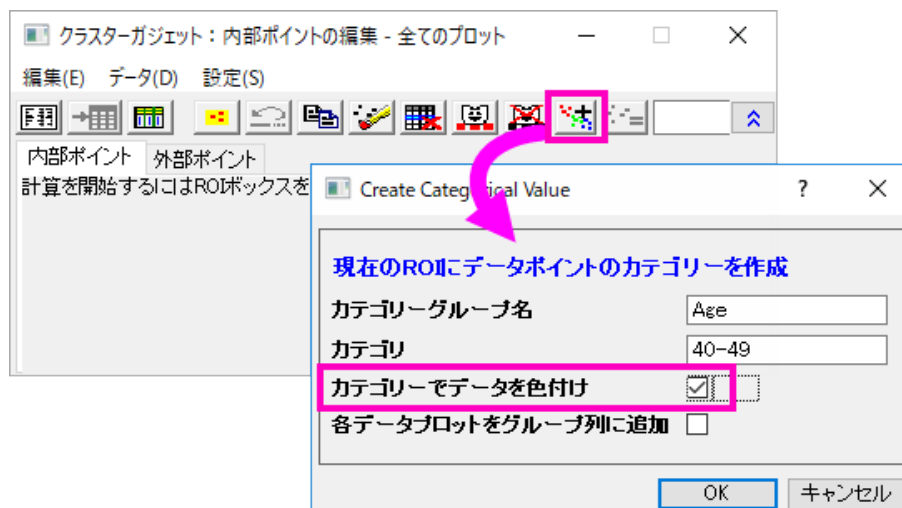 クラスターガジェット：内部ポイントの編集 - 全てのプロット
編集(E) データ(D) 設定(S)
内部ポイント 外部ポイント
計算を開始するにはROIボックスを
Create Categorical Value
現在のROIにデータポイントのカテゴリーを作成
カテゴリーグループ名 Age
カテゴリ 40-49
カテゴリーでデータを色付け
各データプロットをグループ列に追加
OK キャンセル